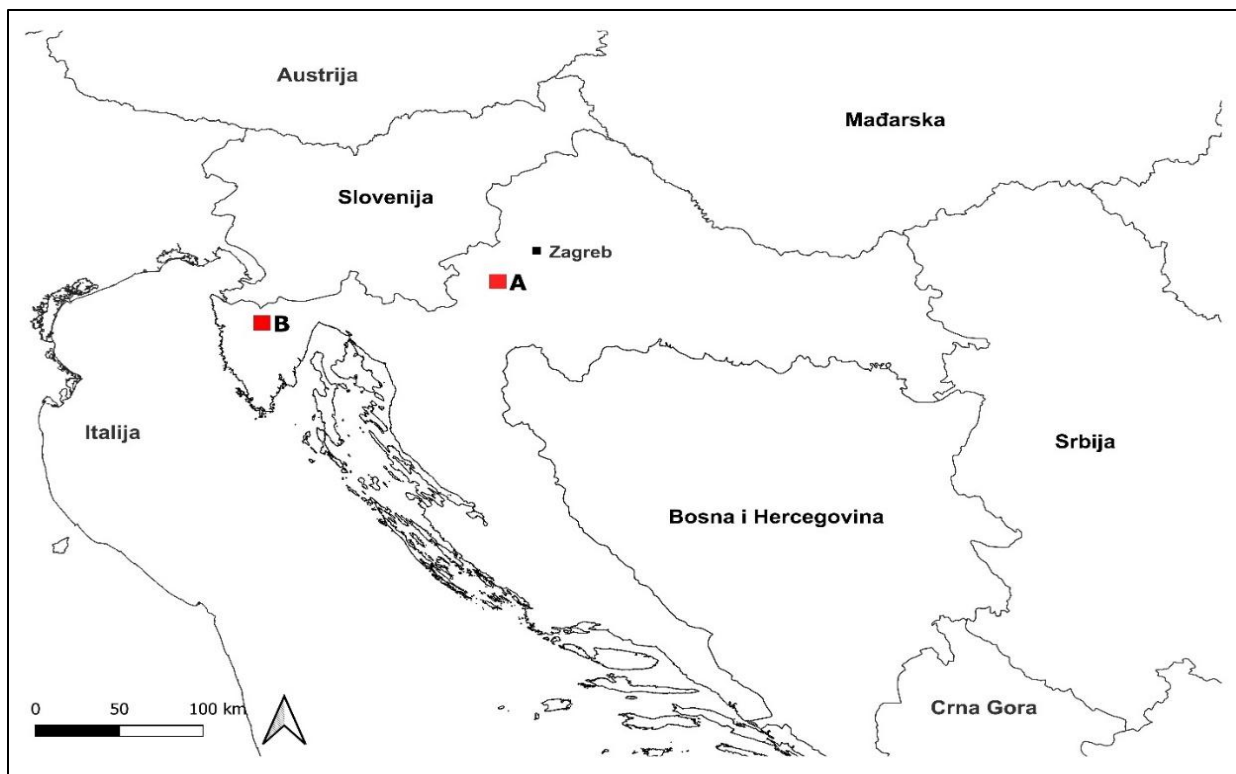 Austrija
Mađarska
Slovenija
Zagreb
A
B
Italija
Srbija
Bosna i Hercegovina
0 50 100 km
Crna Gora